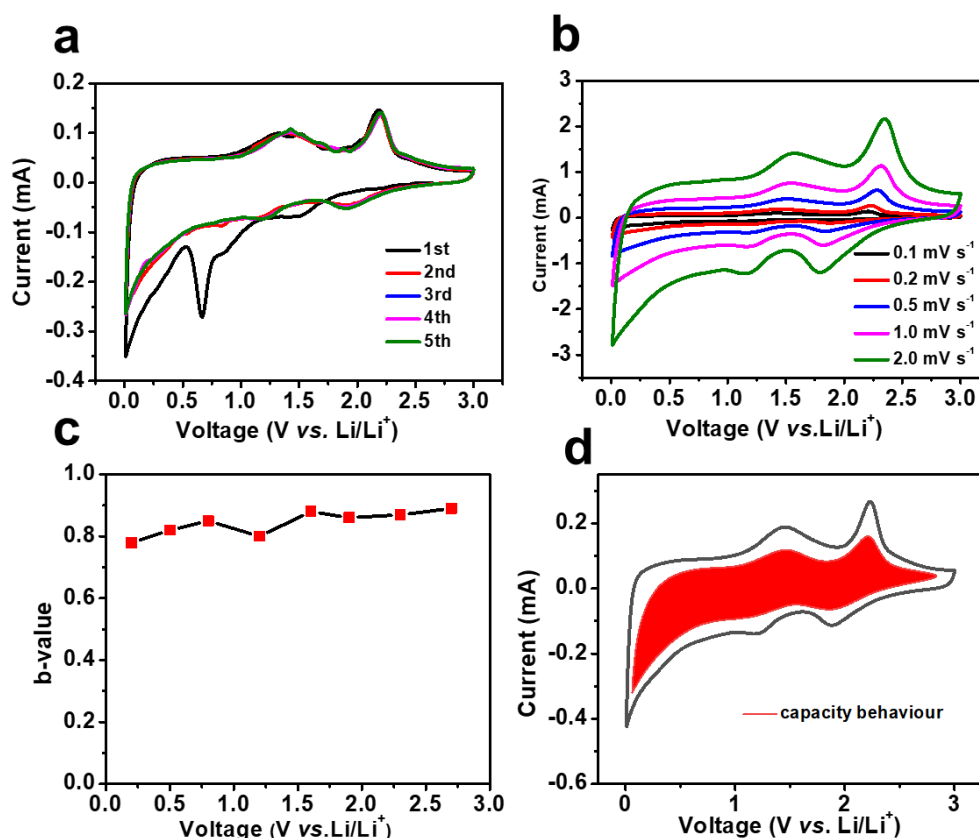 a
0.2
0.1
0.0
-0.1
-0.2
-0.3
-0.4
Current (mA)
1st
2nd
3rd
4th
5th
0.0 0.5 1.0 1.5 2.0 2.5 3.0
Voltage (V vs. Li/Li⁺)
b
3
2
1
0
-1
-2
-3
Current (mA)
0.1 mV s⁻¹
0.2 mV s⁻¹
0.5 mV s⁻¹
1.0 mV s⁻¹
2.0 mV s⁻¹
0.0 0.5 1.0 1.5 2.0 2.5 3.0
Voltage (V vs.Li/Li⁺)
c
1.0
0.8
0.6
0.4
0.2
0.0
b-value
0.0 0.5 1.0 1.5 2.0 2.5 3.0
Voltage (V vs.Li/Li⁺)
d
0.2
0.0
-0.2
-0.4
-0.6
Current (mA)
capacity behaviour
0 1 2 3
Voltage (V vs.Li/Li⁺)